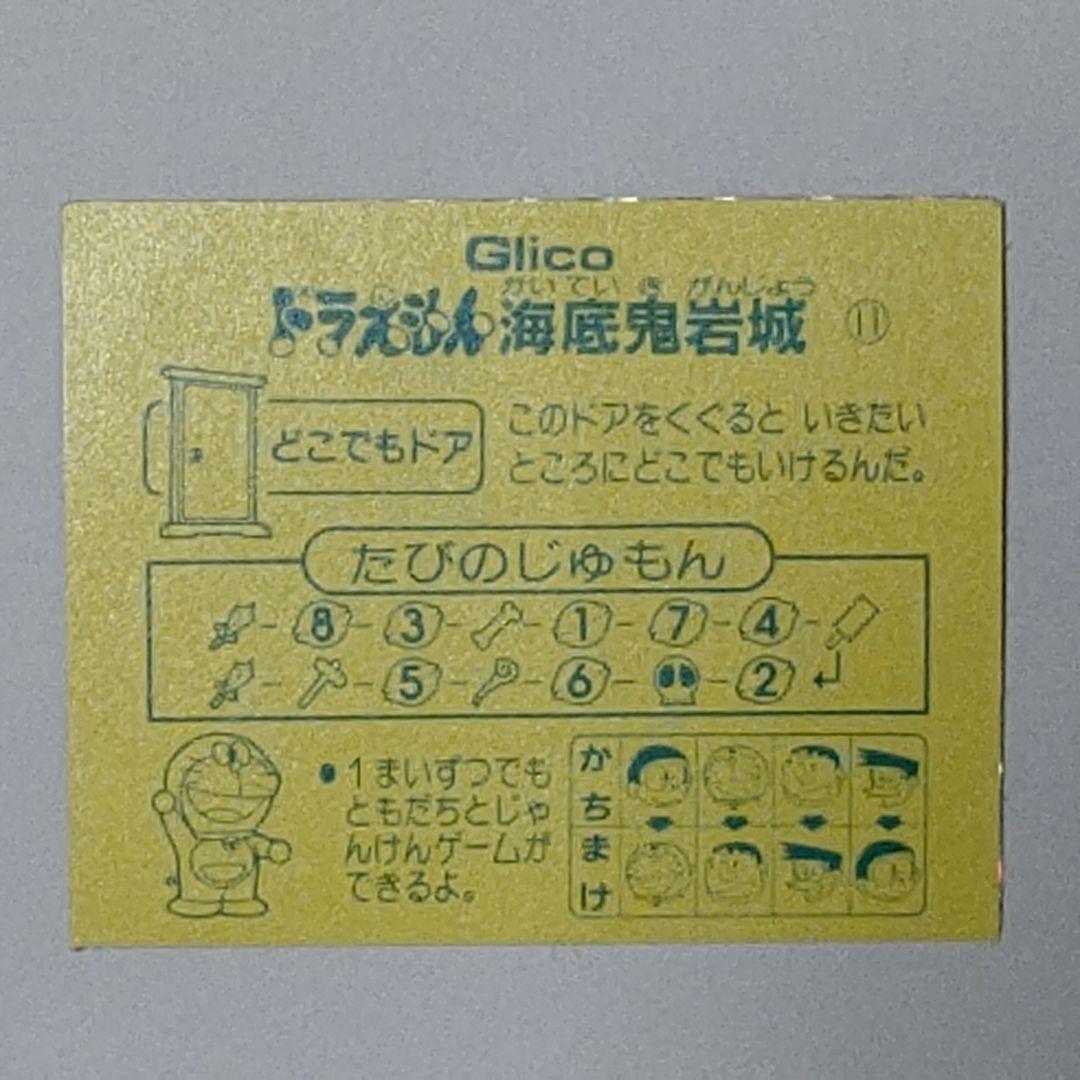 Glico
かいてい き がんじょう
ドラえもん 海底鬼岩城 ⑪
どこでもドア
このドアをくぐると いきたい
ところにどこでもいけるんだ。
たびのじゅもん
8 3 1 7 4
5 6 2
●1まいずつでも
ともだちとじゃ
んけんゲームが
できるよ。
かち
まけ